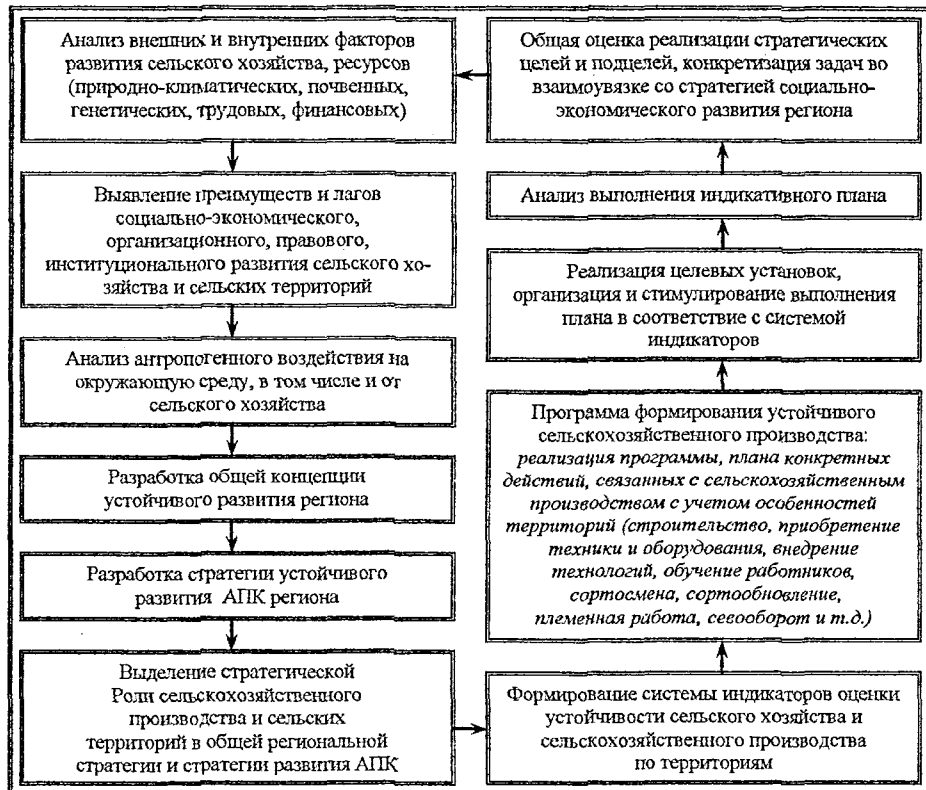 Анализ внешних и внутренних факторов
развития сельского хозяйства, ресурсов
(природно-климатических, почвенных,
генетических, трудовых, финансовых)
Выявление преимуществ и лагов
социально-экономического,
организационного, правового,
институционального развития сельского хо-
зяйства и сельских территорий
Анализ антропогенного воздействия на
окружающую среду, в том числе и от
сельского хозяйства
Разработка общей концепции
устойчивого развития региона
Разработка стратегии устойчивого
развития АПК региона
Выделение стратегической
Роли сельскохозяйственного
производства и сельских
территорий в общей региональной
стратегии и стратегии развития АПК
Формирование системы индикаторов оценки
устойчивости сельского хозяйства и
сельскохозяйственного производства
по территориям
Программа формирования устойчивого
сельскохозяйственного производства:
реализация программы, плана конкретных
действий, связанных с сельскохозяйственным
производством с учетом особенностей
территорий (строительство, приобретение
техники и оборудования, внедрение
технологий, обучение работников,
сортосмена, сортообновление,
племенная работа, севооборот и т.д.)
Реализация целевых установок,
организация и стимулирование выполнения
плана в соответствие с системой
индикаторов
Анализ выполнения индикативного плана
Общая оценка реализации стратегических
целей и подцелей, конкретизация задач во
взаимоувязке со стратегией социально-
экономического развития региона